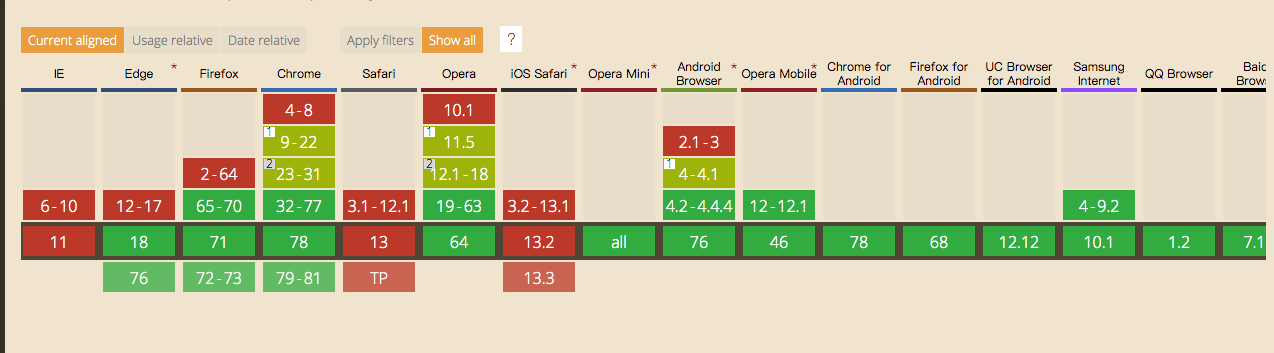 Current aligned Usage relative Date relative Apply filters Show all ?
IE Edge * Firefox Chrome Safari Opera iOS Safari * Opera Mini * Android Browser * Opera Mobile * Chrome for Android Firefox for Android UC Browser for Android Samsung Internet QQ Browser Baid Brows
4-8 10.1
1 9-22 1 11.5 2.1-3
2-64 2 23-31 2 12.1-18 1 4-4.1
6-10 12-17 65-70 32-77 3.1-12.1 19-63 3.2-13.1 4.2-4.4.4 12-12.1 4-9.2
11 18 71 78 13 64 13.2 all 76 46 78 68 12.12 10.1 1.2 7.1
76 72-73 79-81 TP 13.3